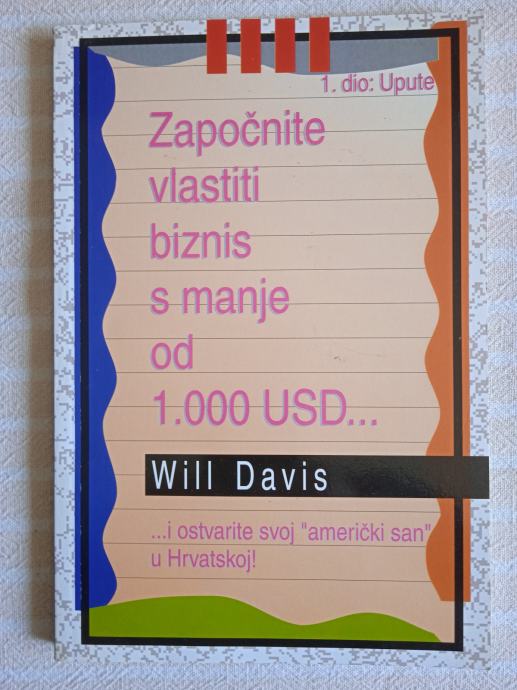 1. dio: Upute
Započnite
vlastiti
biznis
s manje
od
1.000 USD...
Will Davis
...i ostvarite svoj "američki san"
u Hrvatskoj!